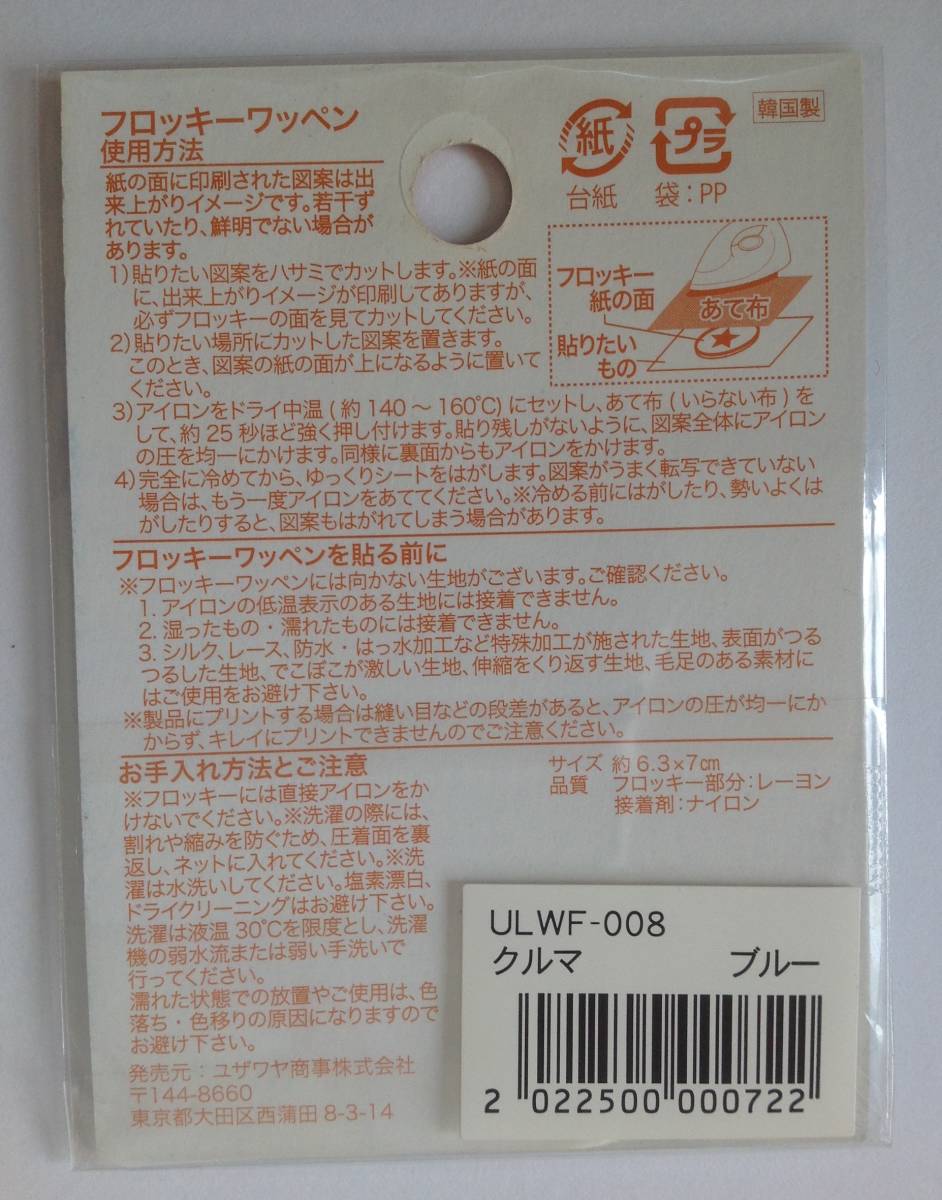 フロッキーワッペン
使用方法
紙の面に印刷された図案は出
来上がりイメージです。若干ず
れていたり、鮮明でない場合が
あります。
1)貼りたい図案をハサミでカットします。※紙の面
に、出来上がりイメージが印刷してありますが、
必ずフロッキーの面を見てカットしてください。
2)貼りたい場所にカットした図案を置きます。
このとき、図案の紙の面が上になるように置いて
ください。
紙
台紙
プラ
袋:PP
韓国製
フロッキー
紙の面
あて布
貼りたい
もの
3)アイロンをドライ中温(約140〜160℃)にセットし、あて布(いらない布)を
して、約25秒ほど強く押し付けます。貼り残しがないように、図案全体にアイロン
の圧を均一にかけます。同様に裏面からもアイロンをかけます。
4)完全に冷めてから、ゆっくりシートをはがします。図案がうまく転写できていない
場合は、もう一度アイロンをあててください。※冷める前にはがしたり、勢いよくは
がしたりすると、図案もはがれてしまう場合があります。
フロッキーワッペンを貼る前に
※フロッキーワッペンには向かない生地がございます。ご確認ください。
1. アイロンの低温表示のある生地には接着できません。
2. 湿ったもの・濡れたものには接着できません。
3. シルク、レース、防水・はっ水加工など特殊加工が施された生地、表面がつる
つるした生地、でこぼこが激しい生地、伸縮をくり返す生地、毛足のある素材に
はご使用をお避け下さい。
※製品にプリントする場合は縫い目などの段差があると、アイロンの圧が均一にか
からず、キレイにプリントできませんのでご注意ください。
お手入れ方法とご注意
※フロッキーには直接アイロンをか
けないでください。※洗濯の際には、
割れや縮みを防ぐため、圧着面を裏
返し、ネットに入れてください。※洗
濯は水洗いしてください。塩素漂白、
ドライクリーニングはお避け下さい。
洗濯は液温30℃を限度とし、洗濯
機の弱水流または弱い手洗いで
行ってください。
濡れた状態での放置やご使用は、色
落ち・色移りの原因になりますので
お避け下さい。
発売元:ユザワヤ商事株式会社
〒144-8660
東京都大田区西蒲田8-3-14
サイズ 約6.3×7㎝
品質 フロッキー部分:レーヨン
接着剤:ナイロン
ULWF-008
クルマ ブルー
2 022500 000722